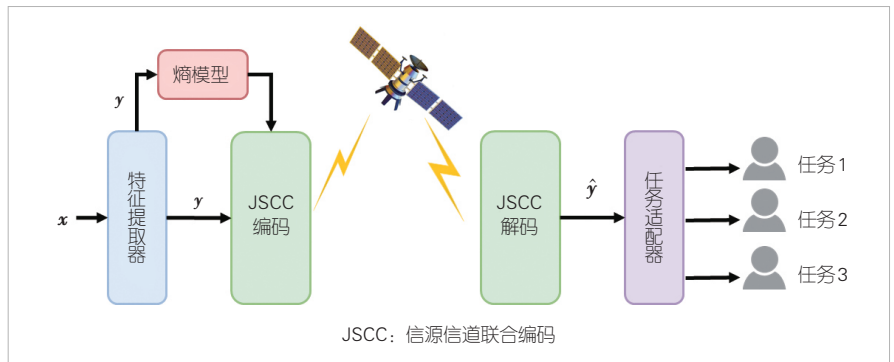 熵模型
y
x
特征提取器
y
JSCC
编码
JSCC
解码
ŷ
任务适配器
任务1
任务2
任务3
JSCC：信源信道联合编码